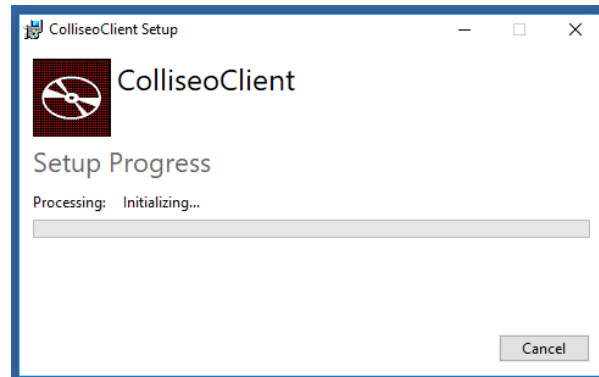 ColliseoClient Setup
ColliseoClient
Setup Progress
Processing: Initializing...
Cancel